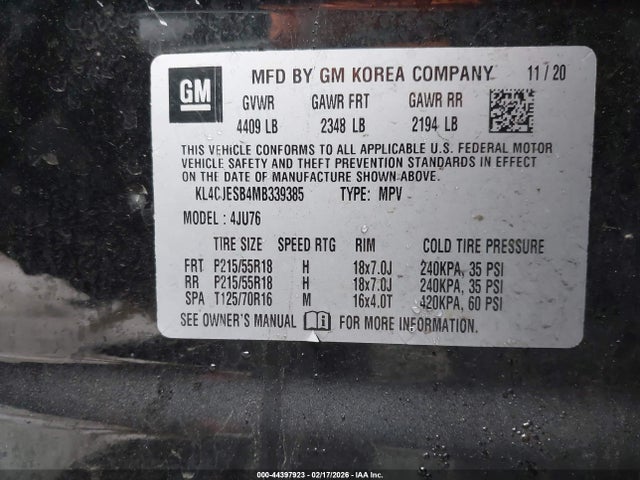 GM
MFD BY GM KOREA COMPANY 11 / 20
GVWR GAWR FRT GAWR RR
4409 LB 2348 LB 2194 LB
THIS VEHICLE CONFORMS TO ALL APPLICABLE U.S. FEDERAL MOTOR
VEHICLE SAFETY AND THEFT PREVENTION STANDARDS IN EFFECT
ON THE DATE OF MANUFACTURE SHOWN ABOVE.
KL4CJESB4MB339385 TYPE: MPV
MODEL : 4JU76
TIRE SIZE SPEED RTG RIM COLD TIRE PRESSURE
FRT P215/55R18 H 18x7.0J 240KPA, 35 PSI
RR P215/55R18 H 18x7.0J 240KPA, 35 PSI
SPA T125/70R16 M 16x4.0T 420KPA, 60 PSI
SEE OWNER'S MANUAL i FOR MORE INFORMATION.
000-44397923 - 02/17/2026 - IAA Inc.